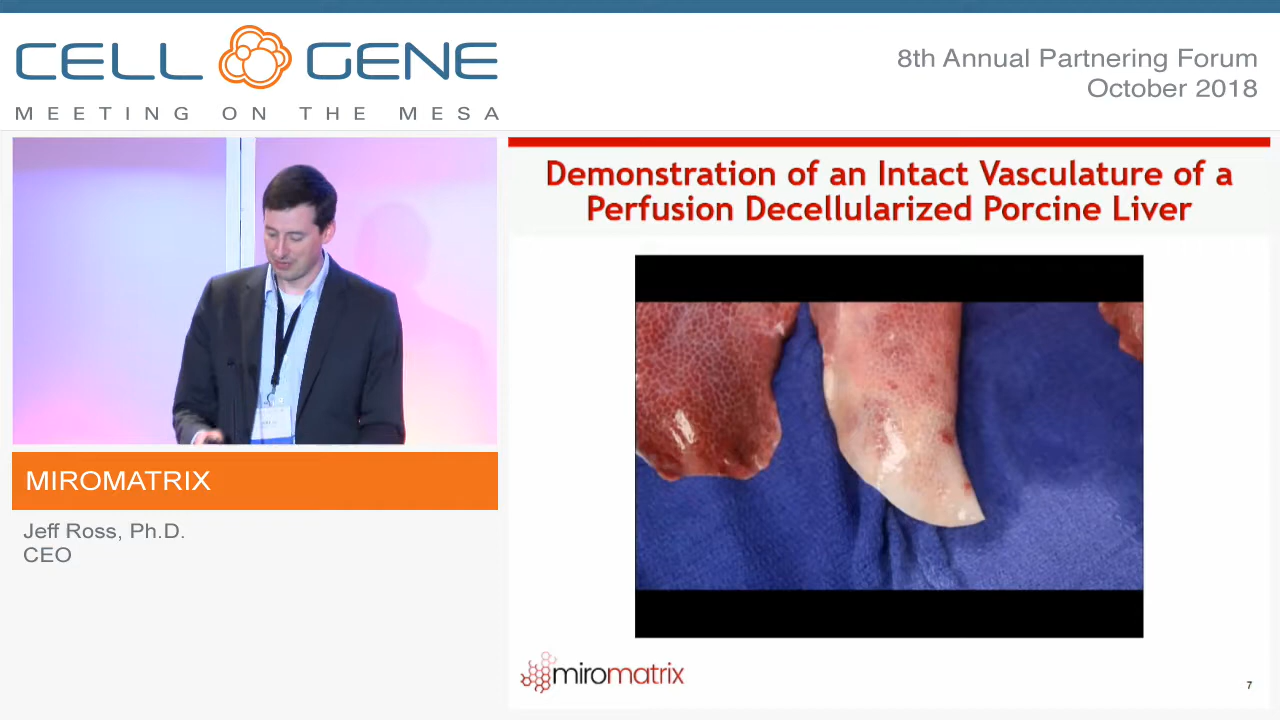 CELL GENE
MEETING ON THE MESA
8th Annual Partnering Forum
October 2018
Demonstration of an Intact Vasculature of a
Perfusion Decellularized Porcine Liver
MIROMATRIX
Jeff Ross, Ph.D.
CEO
miromatrix
7